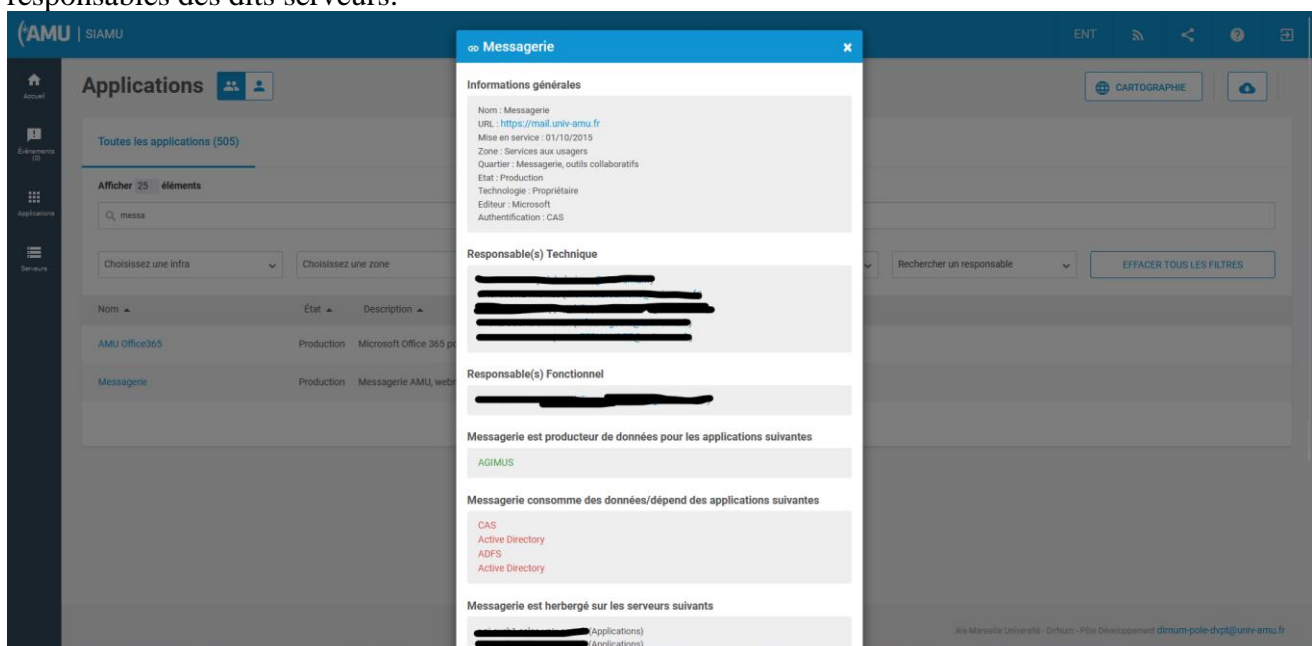 responsables des dits serveurs.
(AMU | SIAMU
ENT
Messagerie
Accueil
Évènements
(0)
Applications
Serveurs
Applications
CARTOGRAPHIE
Toutes les applications (505)
Afficher 25 éléments
messa
Choisissez une infra
Choisissez une zone
Rechercher un responsable
EFFACER TOUS LES FILTRES
Nom
État
Description
AMU Office365
Production
Microsoft Office 365 po
Messagerie
Production
Messagerie AMU, webr
Informations générales
Nom : Messagerie
URL : https://mail.univ-amu.fr
Mise en service : 01/10/2015
Zone : Services aux usagers
Quartier : Messagerie, outils collaboratifs
Etat : Production
Technologie : Propriétaire
Editeur : Microsoft
Authentification : CAS
Responsable(s) Technique
Responsable(s) Fonctionnel
Messagerie est producteur de données pour les applications suivantes
AGIMUS
Messagerie consomme des données/dépend des applications suivantes
CAS
Active Directory
ADFS
Active Directory
Messagerie est herbergé sur les serveurs suivants
(Applications)
(Applications)
Aix-Marseille Université - DirNum - Pôle Développement dirnum-pole-dvpt@univ-amu.fr